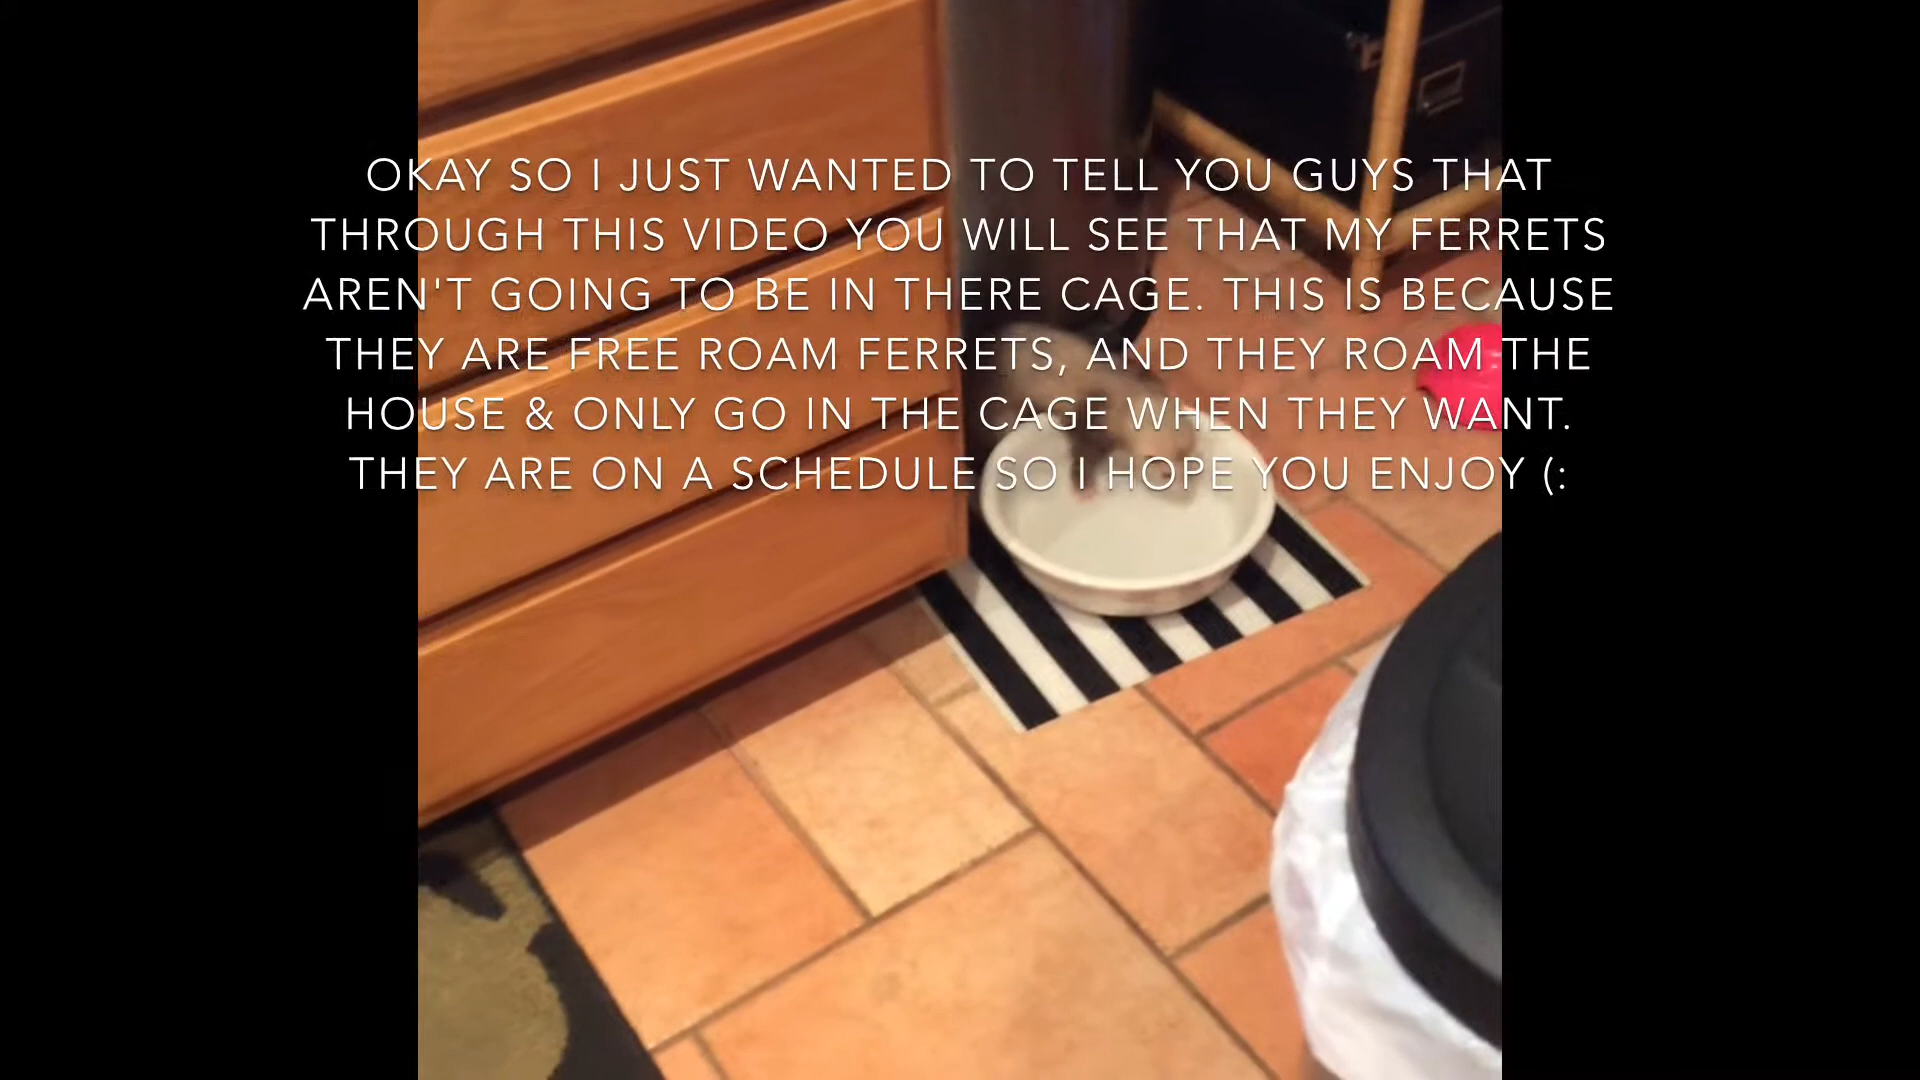 OKAY SO I JUST WANTED TO TELL YOU GUYS THAT
THROUGH THIS VIDEO YOU WILL SEE THAT MY FERRETS
AREN'T GOING TO BE IN THERE CAGE. THIS IS BECAUSE
THEY ARE FREE ROAM FERRETS, AND THEY ROAM THE
HOUSE & ONLY GO IN THE CAGE WHEN THEY WANT.
THEY ARE ON A SCHEDULE SO I HOPE YOU ENJOY (: